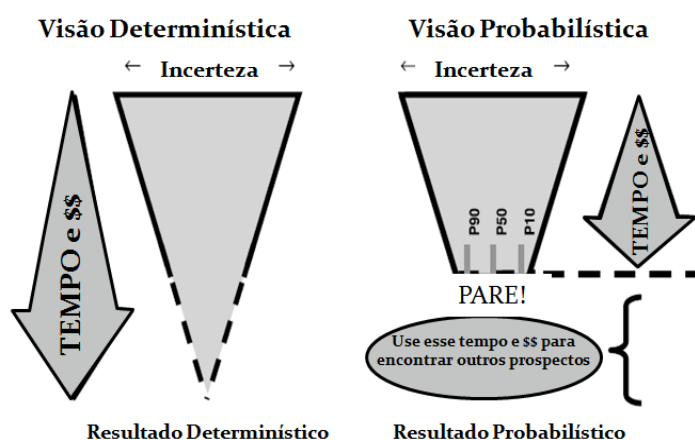 Visão Determinística
← Incerteza →
TEMPO e $$
Resultado Determinístico
Visão Probabilística
← Incerteza →
P90
P50
P10
TEMPO e $$
PARE!
Use esse tempo e $$ para
encontrar outros prospectos
Resultado Probabilístico